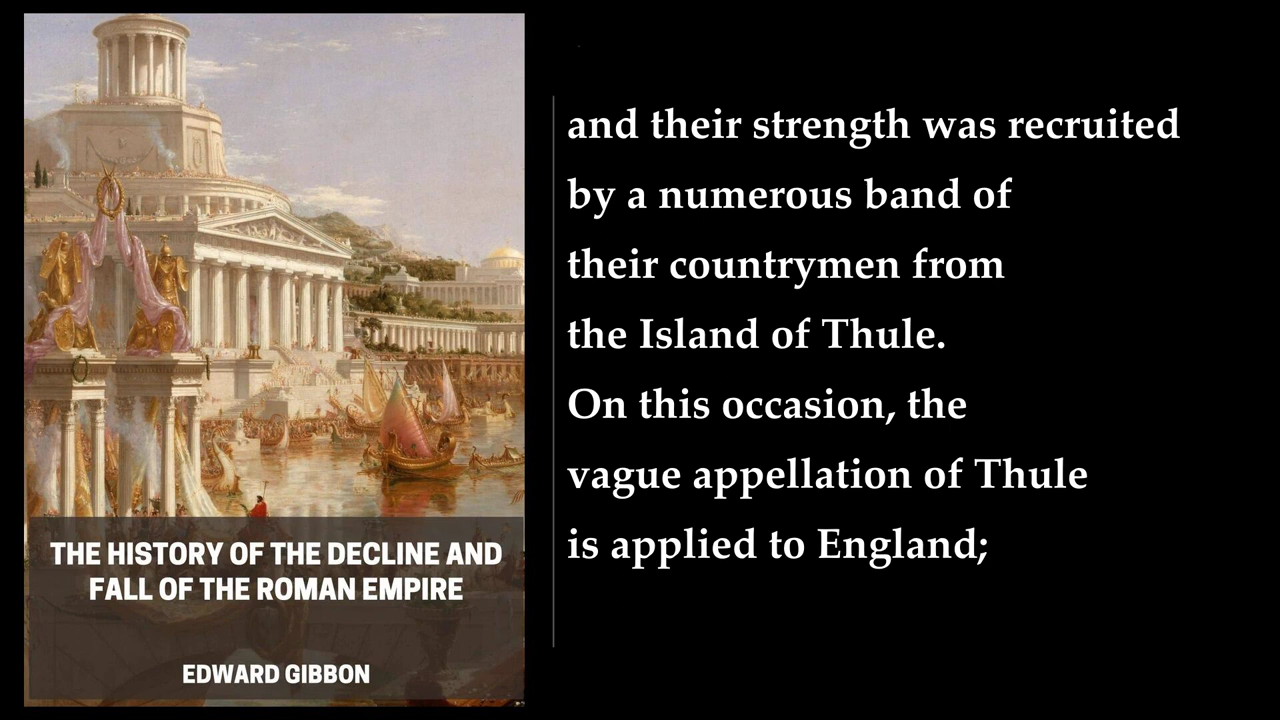 THE HISTORY OF THE DECLINE AND
FALL OF THE ROMAN EMPIRE
EDWARD GIBBON
and their strength was recruited
by a numerous band of
their countrymen from
the Island of Thule.
On this occasion, the
vague appellation of Thule
is applied to England;